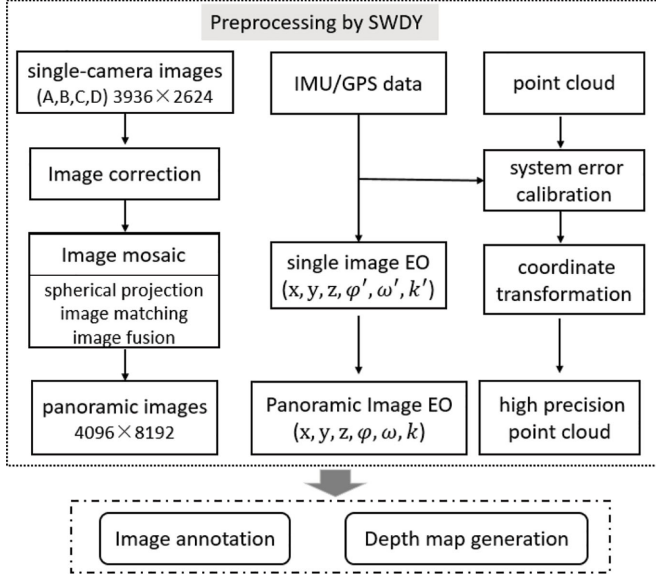 Preprocessing by SWDY
single-camera images
(A,B,C,D) 3936×2624
Image correction
Image mosaic
spherical projection
image matching
image fusion
panoramic images
4096×8192
IMU/GPS data
single image EO
(x, y, z, φ′, ω′, k′)
Panoramic Image EO
(x, y, z, φ, ω, k)
point cloud
system error
calibration
coordinate
transformation
high precision
point cloud
Image annotation
Depth map generation